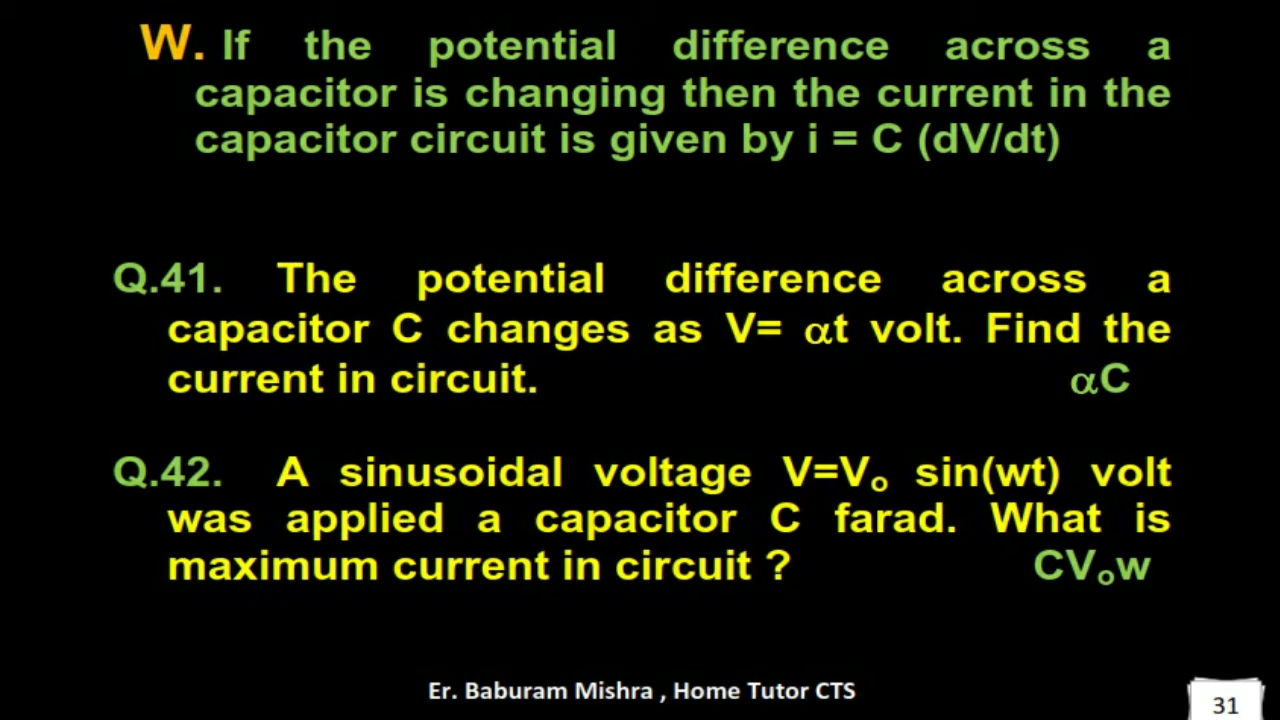 W. If the potential difference across a
capacitor is changing then the current in the
capacitor circuit is given by i = C (dV/dt)
Q.41. The potential difference across a
capacitor C changes as V= αt volt. Find the
current in circuit. αC
Q.42. A sinusoidal voltage V=Vₒ sin(wt) volt
was applied a capacitor C farad. What is
maximum current in circuit ? CVₒw
Er. Baburam Mishra , Home Tutor CTS
31